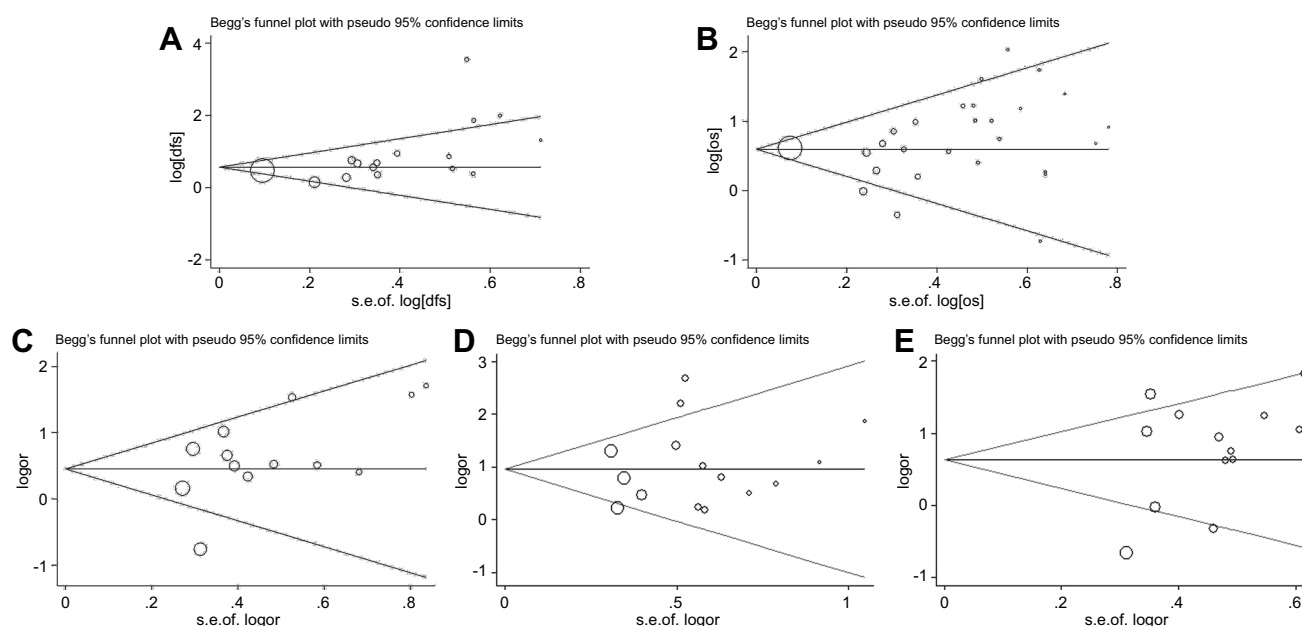 A
Begg's funnel plot with pseudo 95% confidence limits
4
2
0
-2
log[dfs]
0 .2 .4 .6 .8
s.e.of. log[dfs]
B
Begg's funnel plot with pseudo 95% confidence limits
2
1
0
-1
log[os]
0 .2 .4 .6 .8
s.e.of. log[os]
C
Begg's funnel plot with pseudo 95% confidence limits
2
1
0
-1
logor
0 .2 .4 .6 .8
s.e.of. logor
D
Begg's funnel plot with pseudo 95% confidence limits
3
2
1
0
-1
logor
0 .5 1
s.e.of. logor
E
Begg's funnel plot with pseudo 95% confidence limits
2
1
0
-1
logor
0 .2 .4 .6
s.e.of. logor